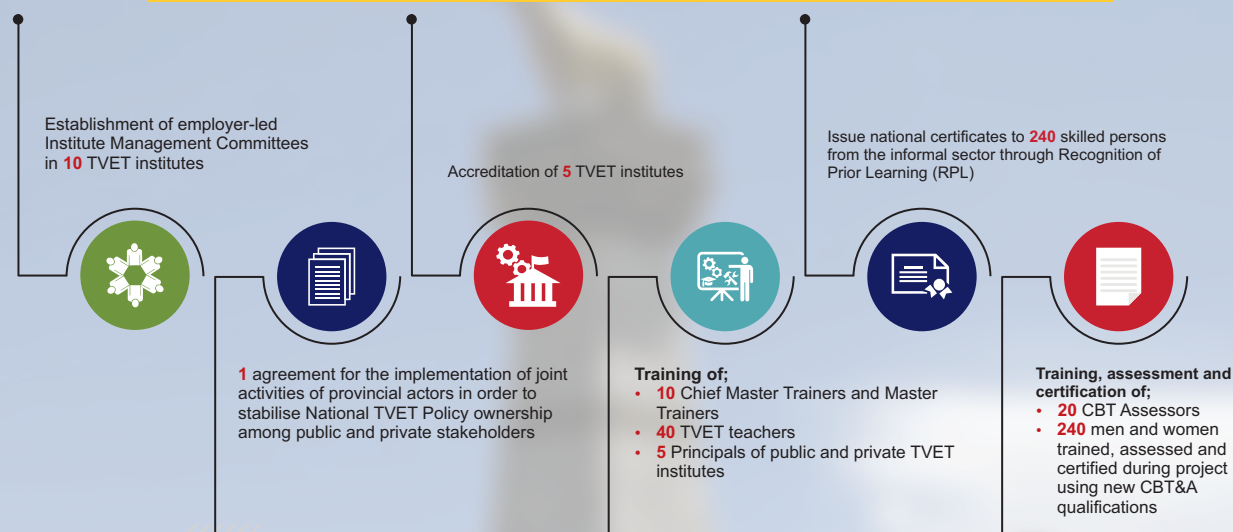 Establishment of employer-led
Institute Management Committees
in 10 TVET institutes
1 agreement for the implementation of joint
activities of provincial actors in order to
stabilise National TVET Policy ownership
among public and private stakeholders
Accreditation of 5 TVET institutes
Training of;
• 10 Chief Master Trainers and Master
Trainers
• 40 TVET teachers
• 5 Principals of public and private TVET
institutes
Issue national certificates to 240 skilled persons
from the informal sector through Recognition of
Prior Learning (RPL)
Training, assessment and
certification of;
• 20 CBT Assessors
• 240 men and women
trained, assessed and
certified during project
using new CBT&A
qualifications